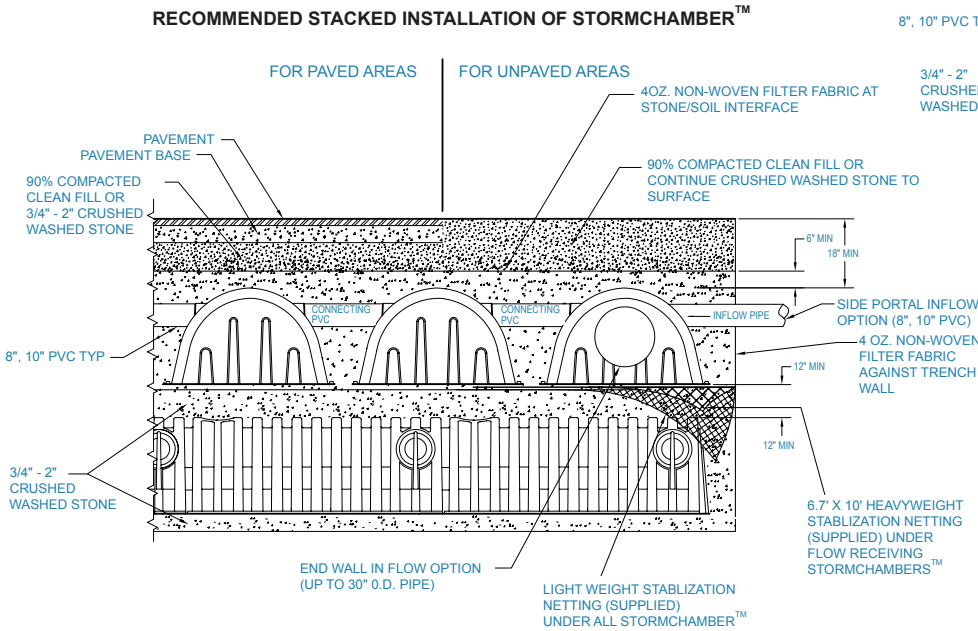 RECOMMENDED STACKED INSTALLATION OF STORMCHAMBER™
8", 10" PVC T
FOR PAVED AREAS
FOR UNPAVED AREAS
3/4" - 2"
CRUSHE
WASHED
4OZ. NON-WOVEN FILTER FABRIC AT
STONE/SOIL INTERFACE
PAVEMENT
PAVEMENT BASE
90% COMPACTED
CLEAN FILL OR
3/4" - 2" CRUSHED
WASHED STONE
90% COMPACTED CLEAN FILL OR
CONTINUE CRUSHED WASHED STONE TO
SURFACE
6" MIN
18" MIN
CONNECTING
PVC
CONNECTING
PVC
INFLOW PIPE
SIDE PORTAL INFLOW
OPTION (8", 10" PVC)
8", 10" PVC TYP
4 OZ. NON-WOVEN
FILTER FABRIC
AGAINST TRENCH
WALL
12" MIN
12" MIN
3/4" - 2"
CRUSHED
WASHED STONE
6.7' X 10' HEAVYWEIGHT
STABLIZATION NETTING
(SUPPLIED) UNDER
FLOW RECEIVING
STORMCHAMBERS™
END WALL IN FLOW OPTION
(UP TO 30" 0.D. PIPE)
LIGHT WEIGHT STABLIZATION
NETTING (SUPPLIED)
UNDER ALL STORMCHAMBER™